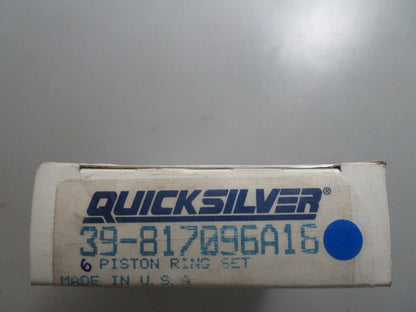 QUICKSILVER®
39-817096A16
6 PISTON RING SET
MADE IN U.S.A